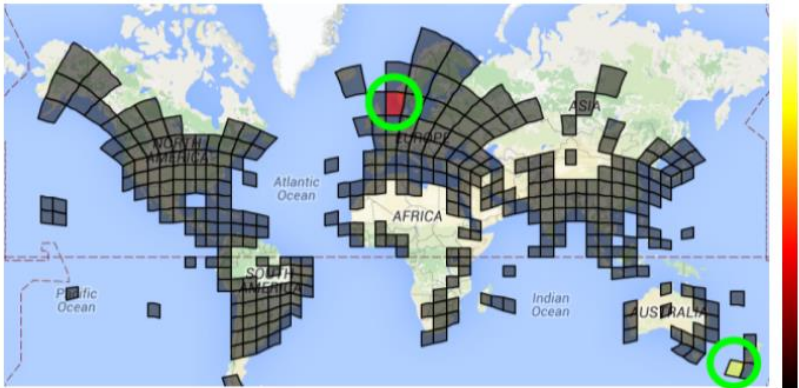 ASIA
EUROPE
NORTH
AMERICA
Atlantic
Ocean
AFRICA
SOUTH
AMERICA
Pacific
Ocean
Indian
Ocean
AUSTRALIA